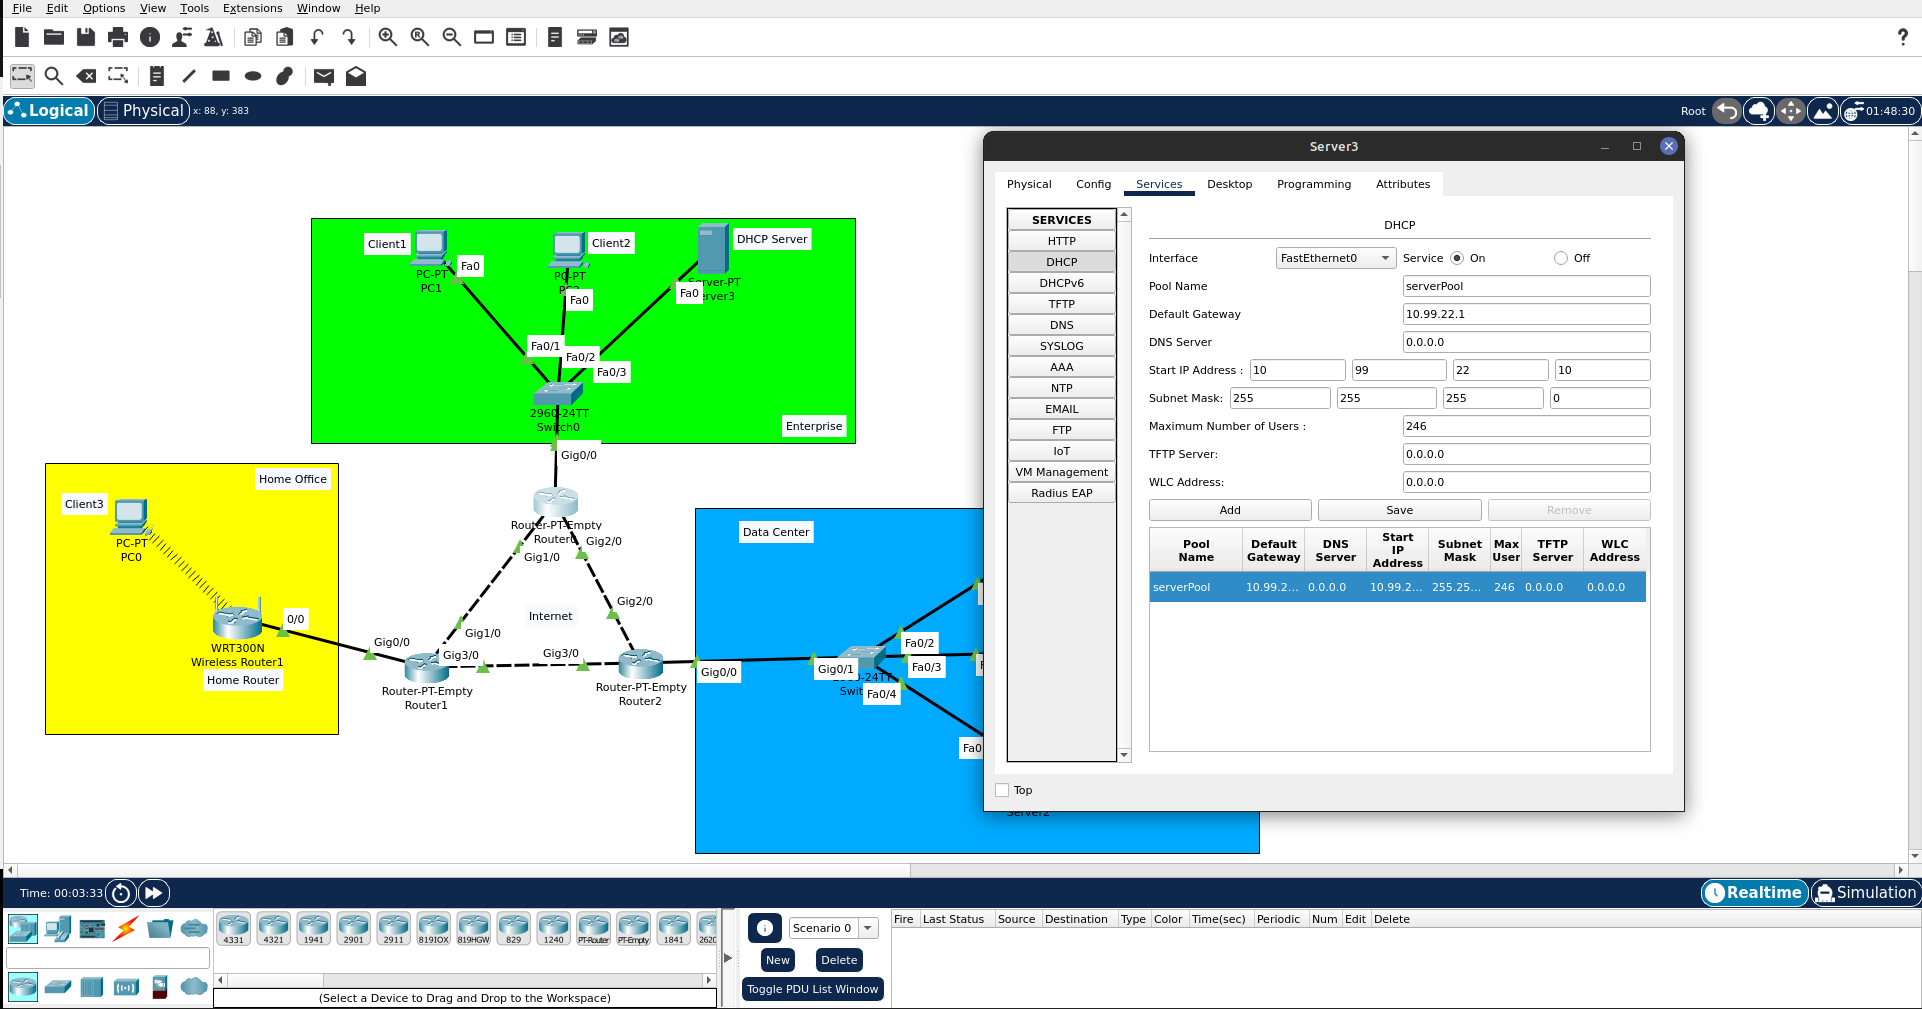 File Edit Options View Tools Extensions Window Help
?
Logical Physical x: 88, y: 383 Root 01:48:30
Client1
PC-PT
PC1
Fa0
Client2
PC-PT
Fa0
DHCP Server
Server-PT
Server3
Fa0
Fa0/1
Fa0/2
Fa0/3
2960-24TT
Switch0
Enterprise
Gig0/0
Home Office
Client3
PC-PT
PC0
0/0
WRT300N
Wireless Router1
Home Router
Router-PT-Empty
Router0
Gig1/0
Gig2/0
Internet
Gig2/0
Gig0/0
Gig1/0
Gig3/0
Gig3/0
Router-PT-Empty
Router1
Router-PT-Empty
Router2
Data Center
Gig0/0
Gig0/1
Fa0/2
Fa0/3
Fa0/4
2960-24TT
Fa0
Server2
Server3
Physical Config Services Desktop Programming Attributes
SERVICES
HTTP
DHCP
DHCPv6
TFTP
DNS
SYSLOG
AAA
NTP
EMAIL
FTP
IoT
VM Management
Radius EAP
DHCP
Interface FastEthernet0 Service On Off
Pool Name serverPool
Default Gateway 10.99.22.1
DNS Server 0.0.0.0
Start IP Address : 10 99 22 10
Subnet Mask: 255 255 255 0
Maximum Number of Users : 246
TFTP Server: 0.0.0.0
WLC Address: 0.0.0.0
Add Save Remove
Pool Name Default Gateway DNS Server Start IP Address Subnet Mask Max User TFTP Server WLC Address
serverPool 10.99.2... 0.0.0.0 10.99.2... 255.25... 246 0.0.0.0 0.0.0.0
Top
Time: 00:03:33 Realtime Simulation
4331 4321 1941 2901 2911 819IOX 819HGW 829 1240 PT-Router PT-Empty 1841 2620
(Select a Device to Drag and Drop to the Workspace)
Scenario 0
New Delete
Toggle PDU List Window
Fire Last Status Source Destination Type Color Time(sec) Periodic Num Edit Delete